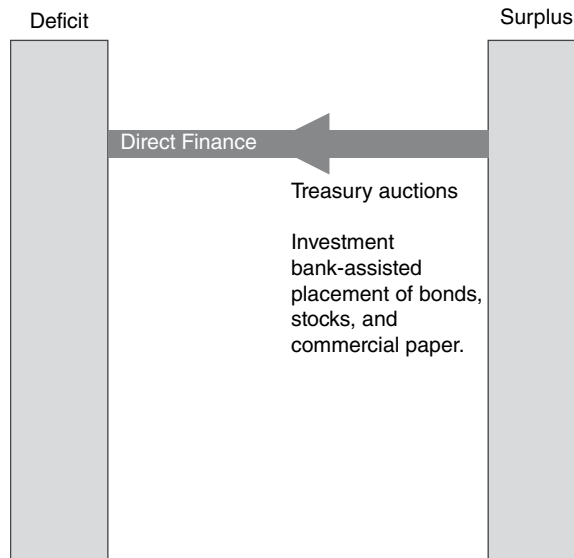 Deficit
Surplus
Direct Finance
Treasury auctions
Investment
bank-assisted
placement of bonds,
stocks, and
commercial paper.